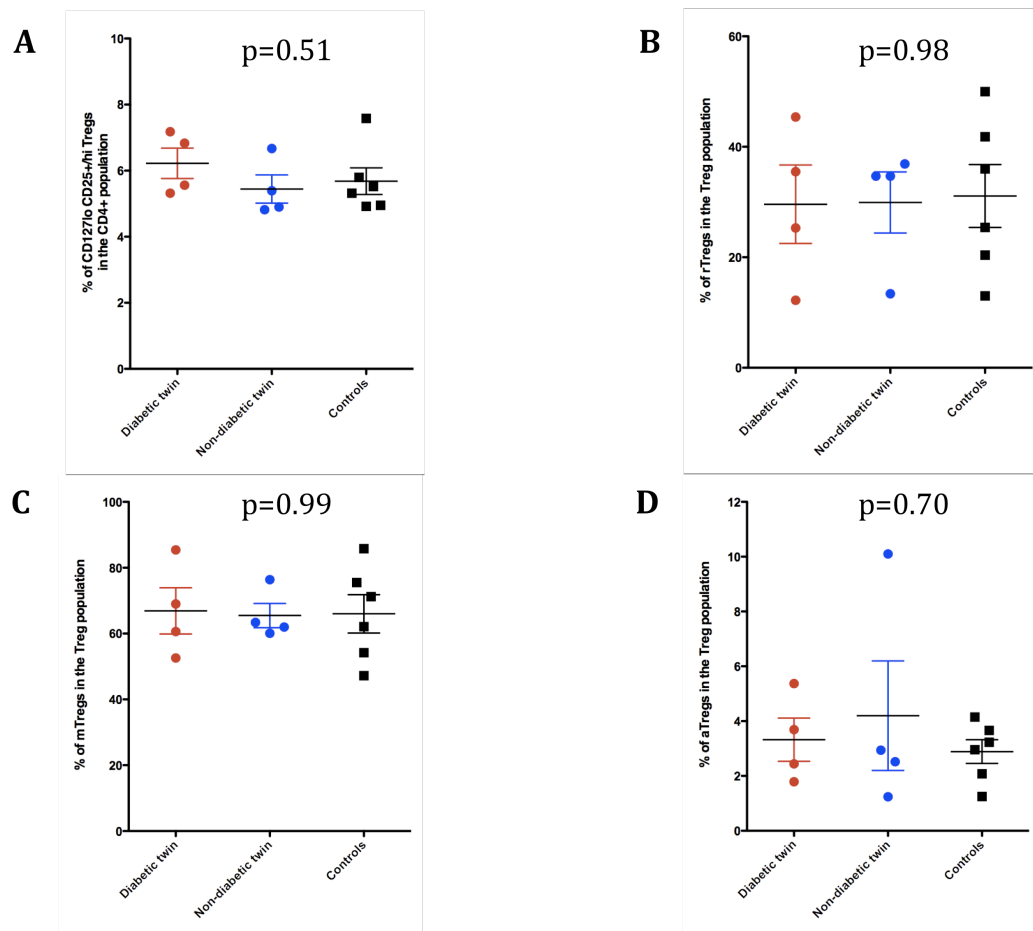 A
p=0.51
% of CD127lo CD25+/hi Tregs
in the CD4+ population
10
8
6
4
2
0
Diabetic twin
Non-diabetic twin
Controls
B
p=0.98
% of rTregs in the Treg population
60
40
20
0
Diabetic twin
Non-diabetic twin
Controls
C
p=0.99
% of mTregs in the Treg population
100
80
60
40
20
0
Diabetic twin
Non-diabetic twin
Controls
D
p=0.70
% of aTregs in the Treg population
12
10
8
6
4
2
0
Diabetic twin
Non-diabetic twin
Controls